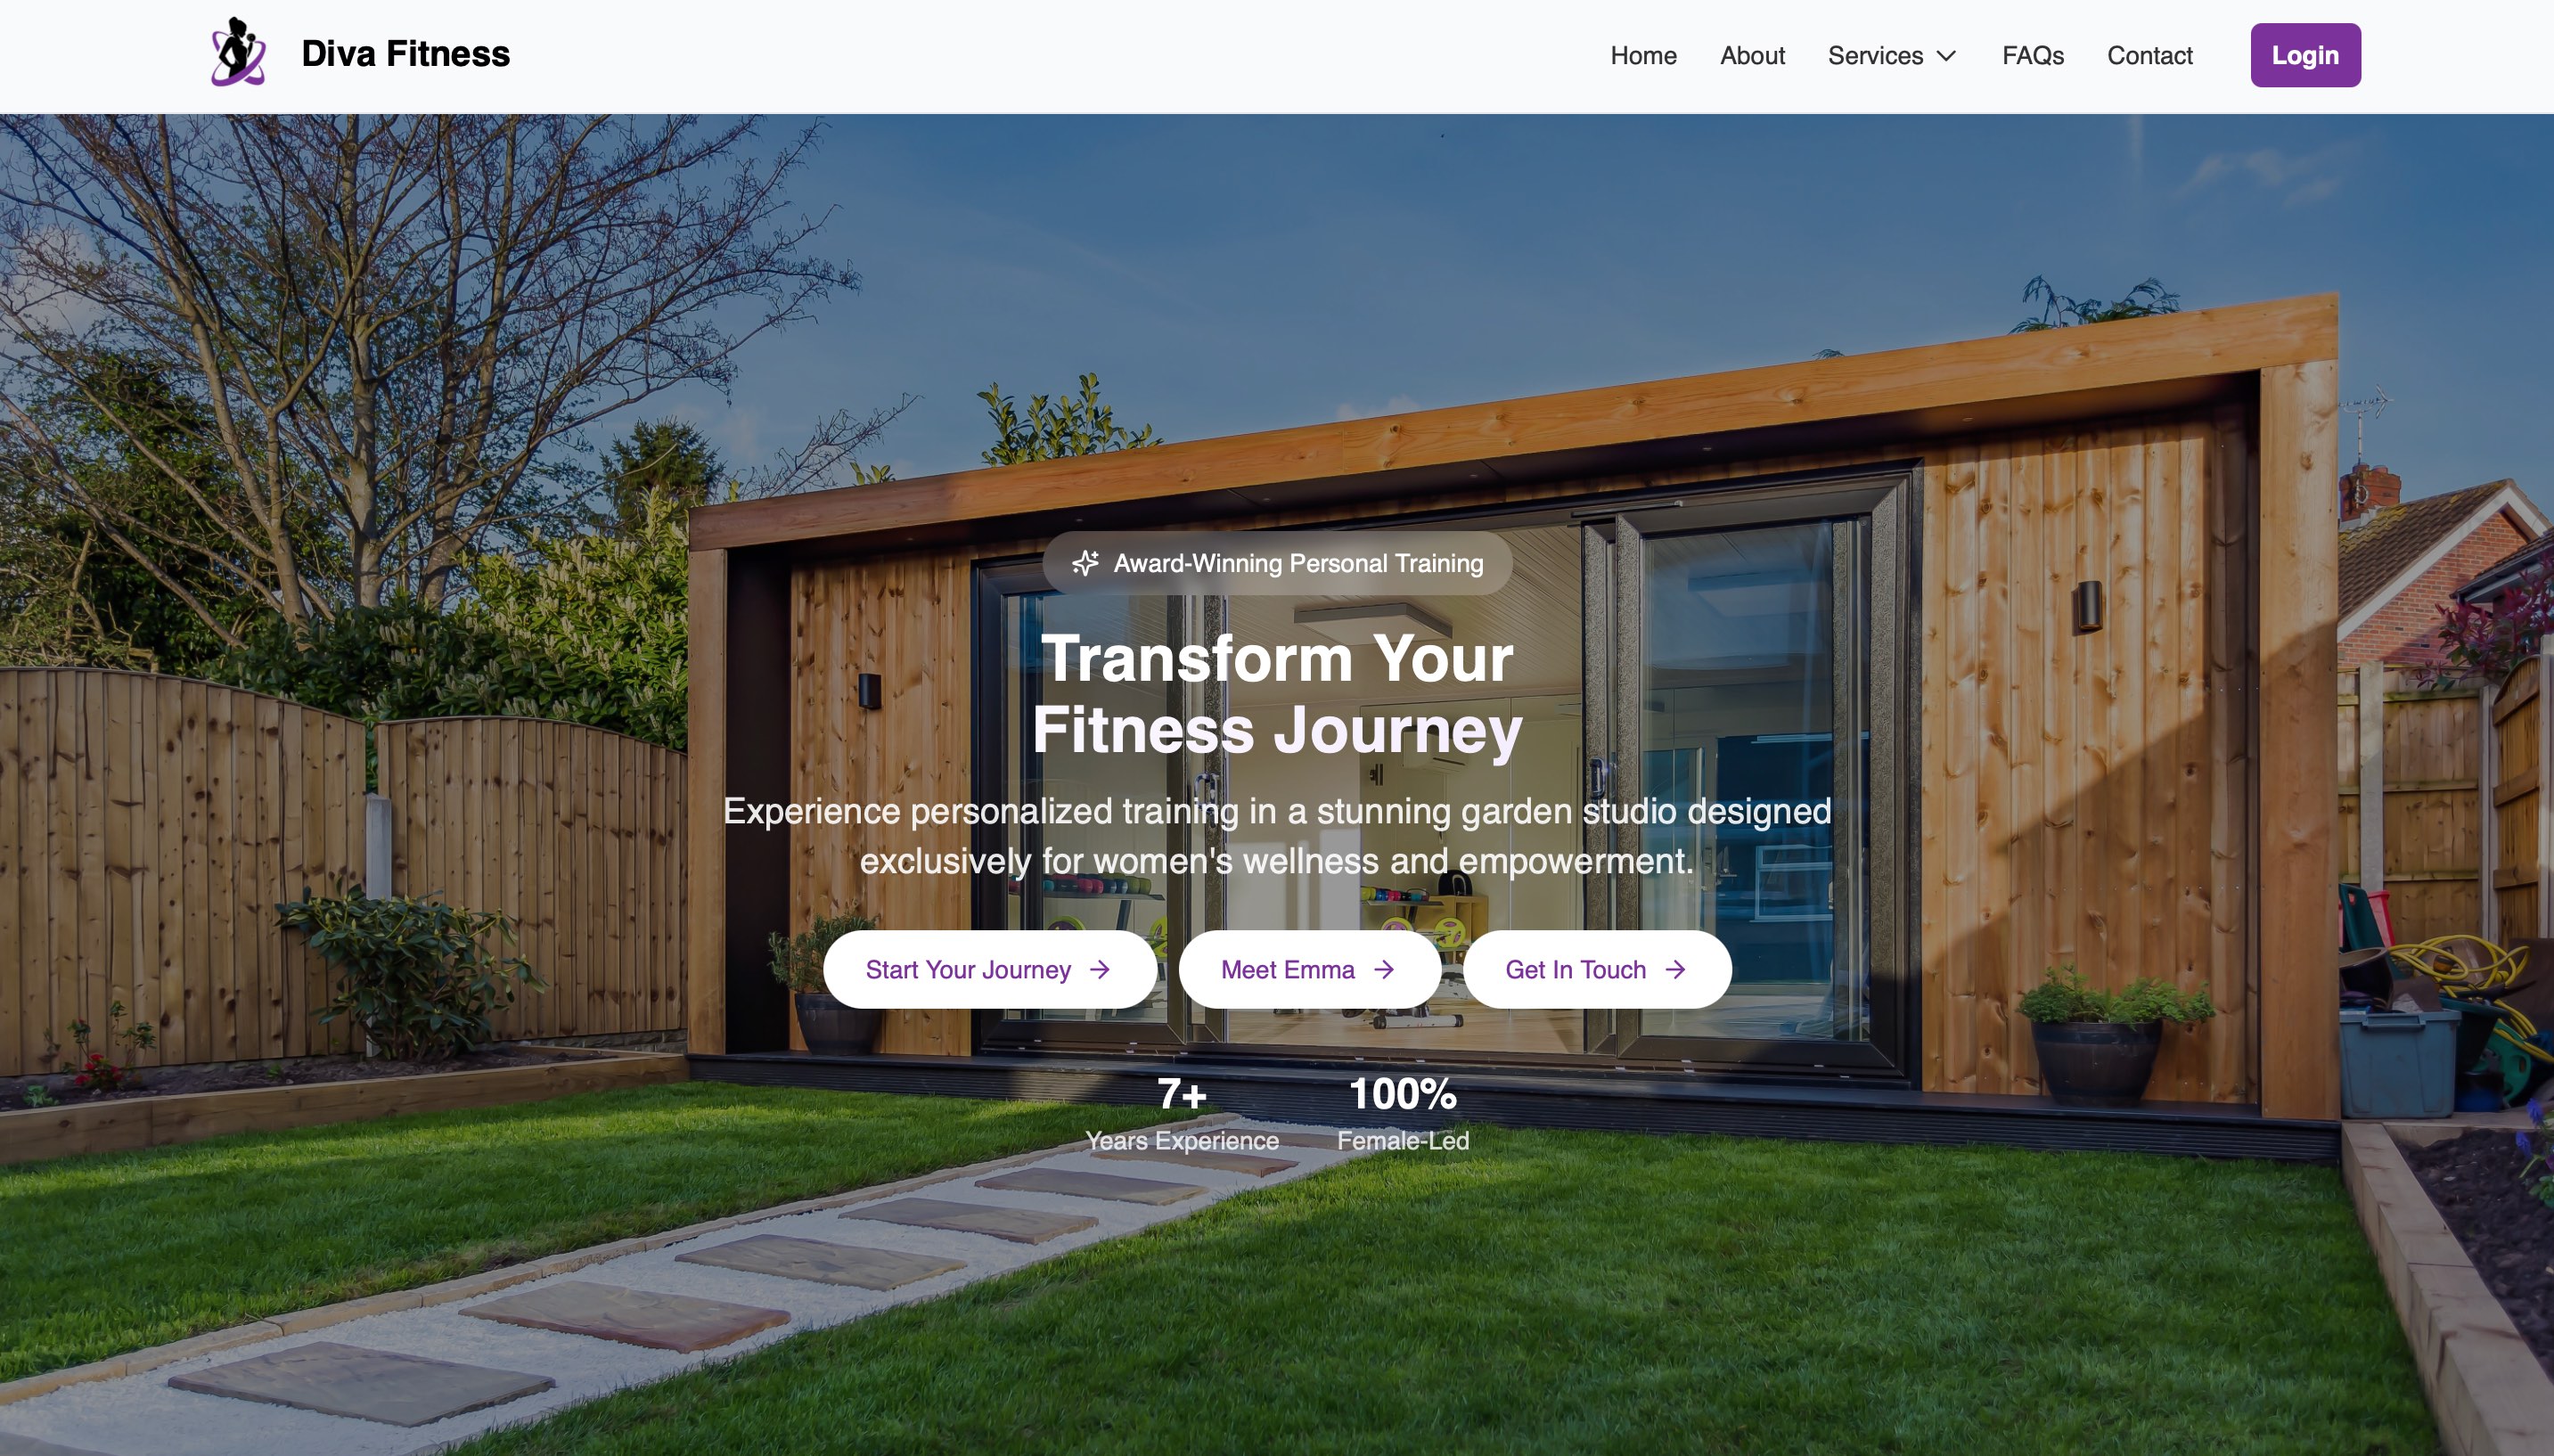 Diva Fitness
Home
About
Services
FAQs
Contact
Login
Award-Winning Personal Training
Transform Your
Fitness Journey
Experience personalized training in a stunning garden studio designed
exclusively for women's wellness and empowerment.
Start Your Journey
Meet Emma
Get In Touch
7+
Years Experience
100%
Female-Led